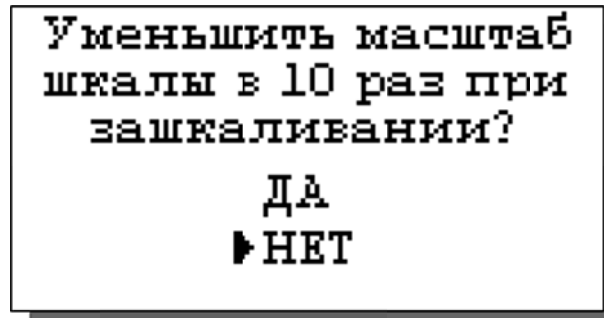 Уменьшить масштаб
шкалы в 10 раз при
зашкаливании?
ДА
НЕТ